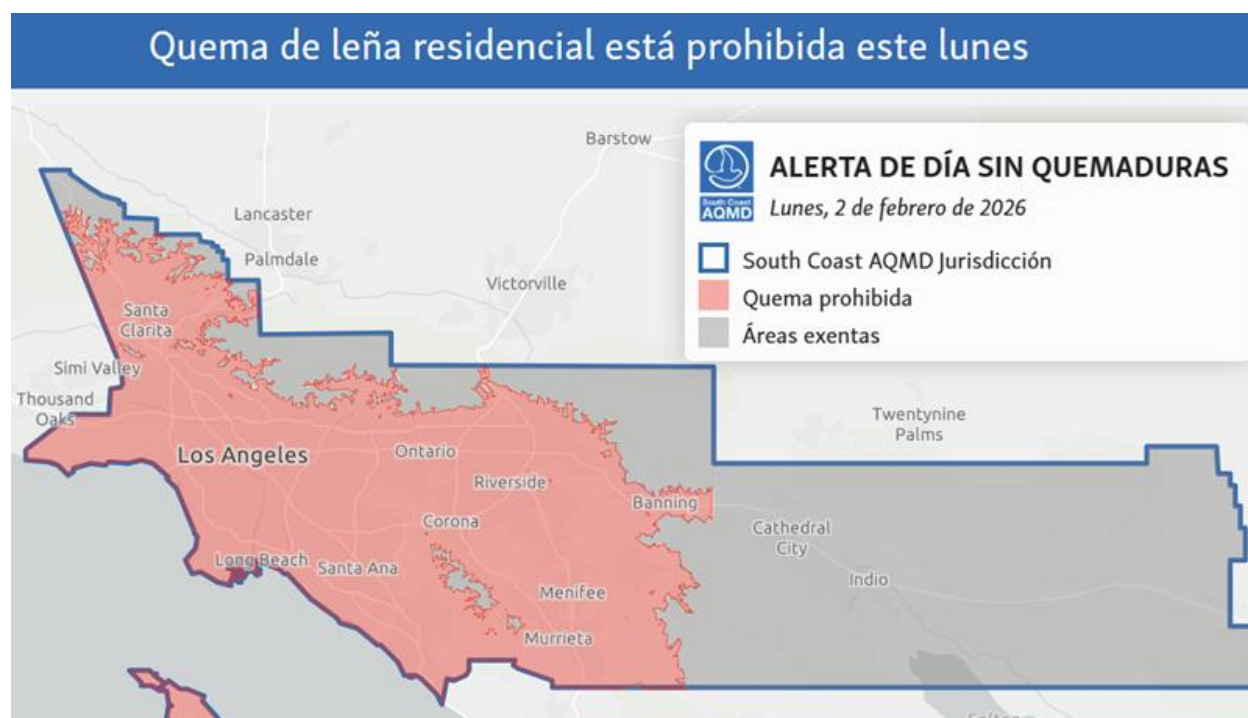 Quema de leña residencial está prohibida este lunes
Barstow
ALERTA DE DÍA SIN QUEMADURAS
South Coast
AQMD
Lunes, 2 de febrero de 2026
South Coast AQMD Jurisdicción
Quema prohibida
Áreas exentas
Lancaster
Palmdale
Victorville
Santa
Clarita
Simi Valley
Thousand
Oaks
Twentynine
Palms
Los Angeles
Ontario
Riverside
Banning
Corona
Cathedral
City
Long Beach
Santa Ana
Indio
Menifee
Murrieta